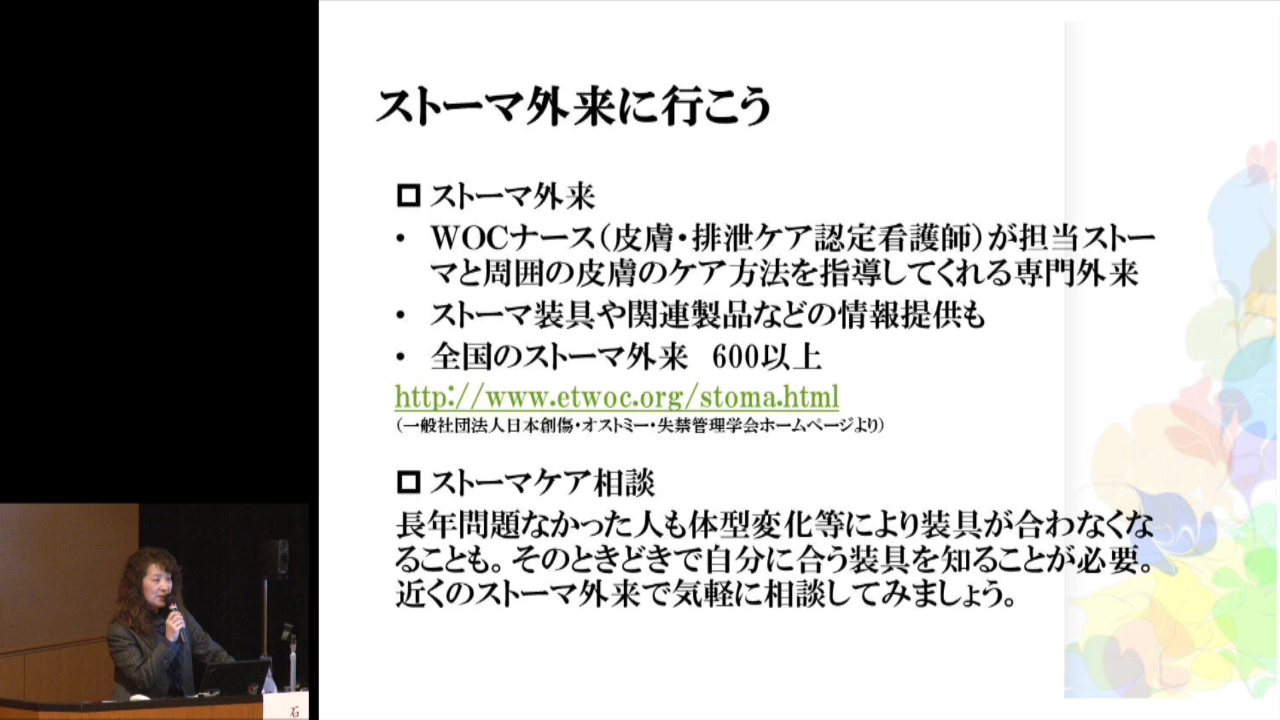 ストーマ外来に行こう
ストーマ外来
• WOCナース(皮膚・排泄ケア認定看護師)が担当ストー
マと周囲の皮膚のケア方法を指導してくれる専門外来
• ストーマ装具や関連製品などの情報提供も
• 全国のストーマ外来 600以上
http://www.etwoc.org/stoma.html
(一般社団法人日本創傷・オストミー・失禁管理学会ホームページより)
ストーマケア相談
長年問題なかった人も体型変化等により装具が合わなくな
ることも。そのときどきで自分に合う装具を知ることが必要。
近くのストーマ外来で気軽に相談してみましょう。
石